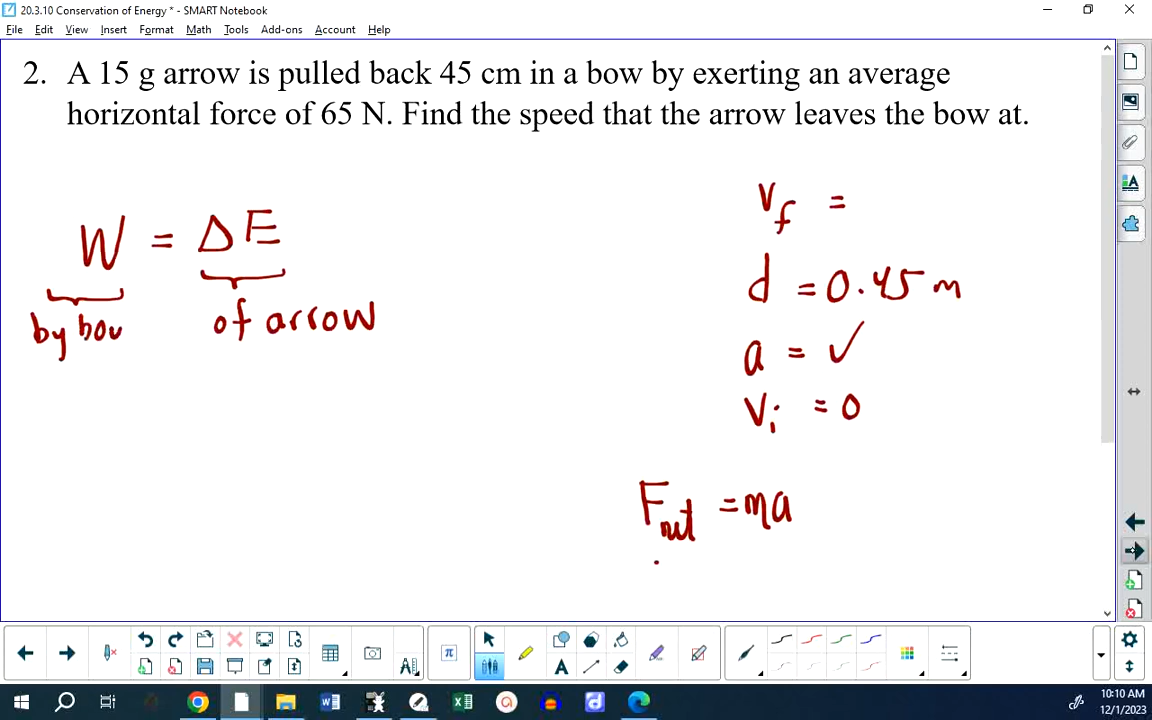 20.3.10 Conservation of Energy * - SMART Notebook
File Edit View Insert Format Math Tools Add-ons Account Help
2. A 15 g arrow is pulled back 45 cm in a bow by exerting an average
horizontal force of 65 N. Find the speed that the arrow leaves the bow at.
W = ΔE
by bow
of arrow
Vf =
d = 0.45 m
a = ✓
Vi = 0
Fnet = ma
10:10 AM
12/1/2023